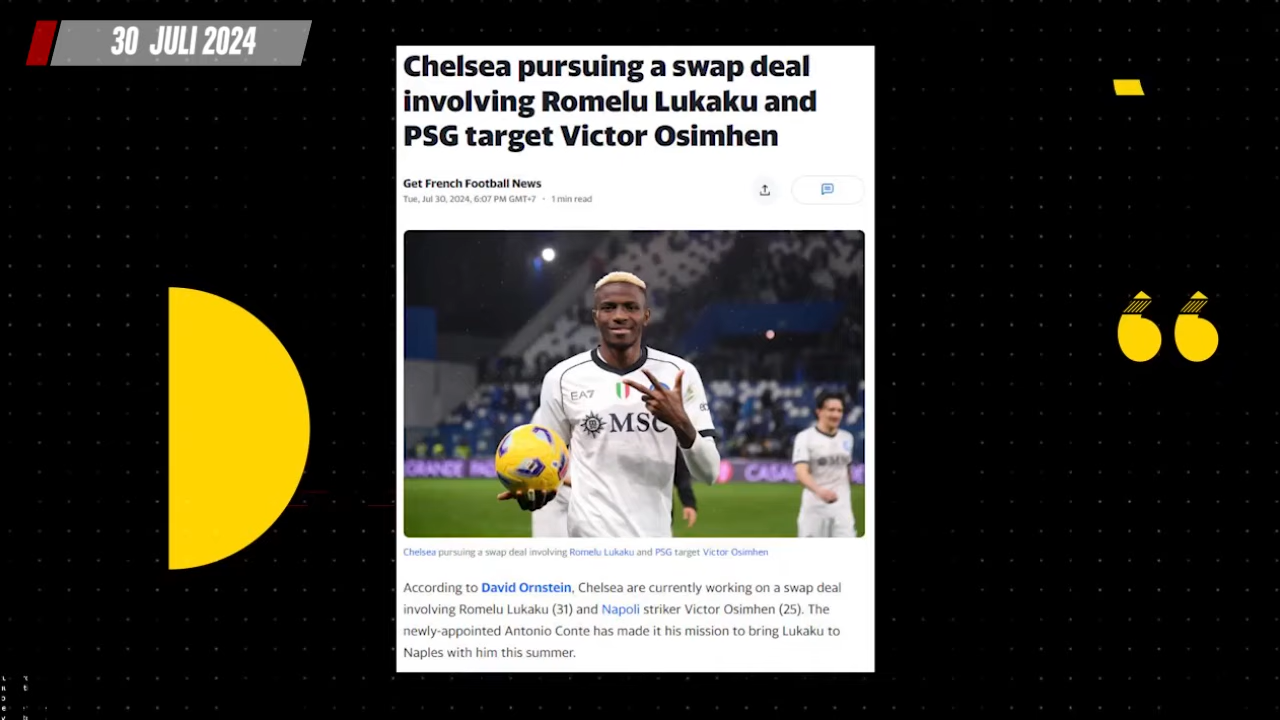 30 JULI 2024
Chelsea pursuing a swap deal
involving Romelu Lukaku and
PSG target Victor Osimhen
Get French Football News
Tue, Jul 30, 2024, 6:07 PM GMT+7 · 1 min read
EA7
MSC
GRANDE
CASA
MSC
Chelsea pursuing a swap deal involving Romelu Lukaku and PSG target Victor Osimhen
According to David Ornstein, Chelsea are currently working on a swap deal
involving Romelu Lukaku (31) and Napoli striker Victor Osimhen (25). The
newly-appointed Antonio Conte has made it his mission to bring Lukaku to
Naples with him this summer.